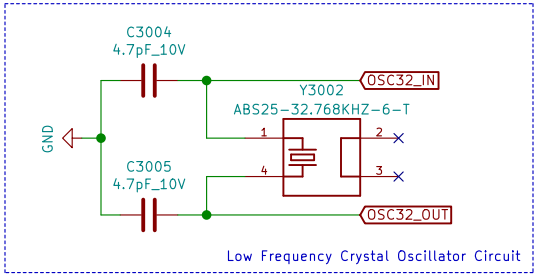 C3004
4.7pF_10V
OSC32_IN
Y3002
ABS25-32.768KHZ-6-T
GND
1
2
C3005
4.7pF_10V
4
3
OSC32_OUT
Low Frequency Crystal Oscillator Circuit